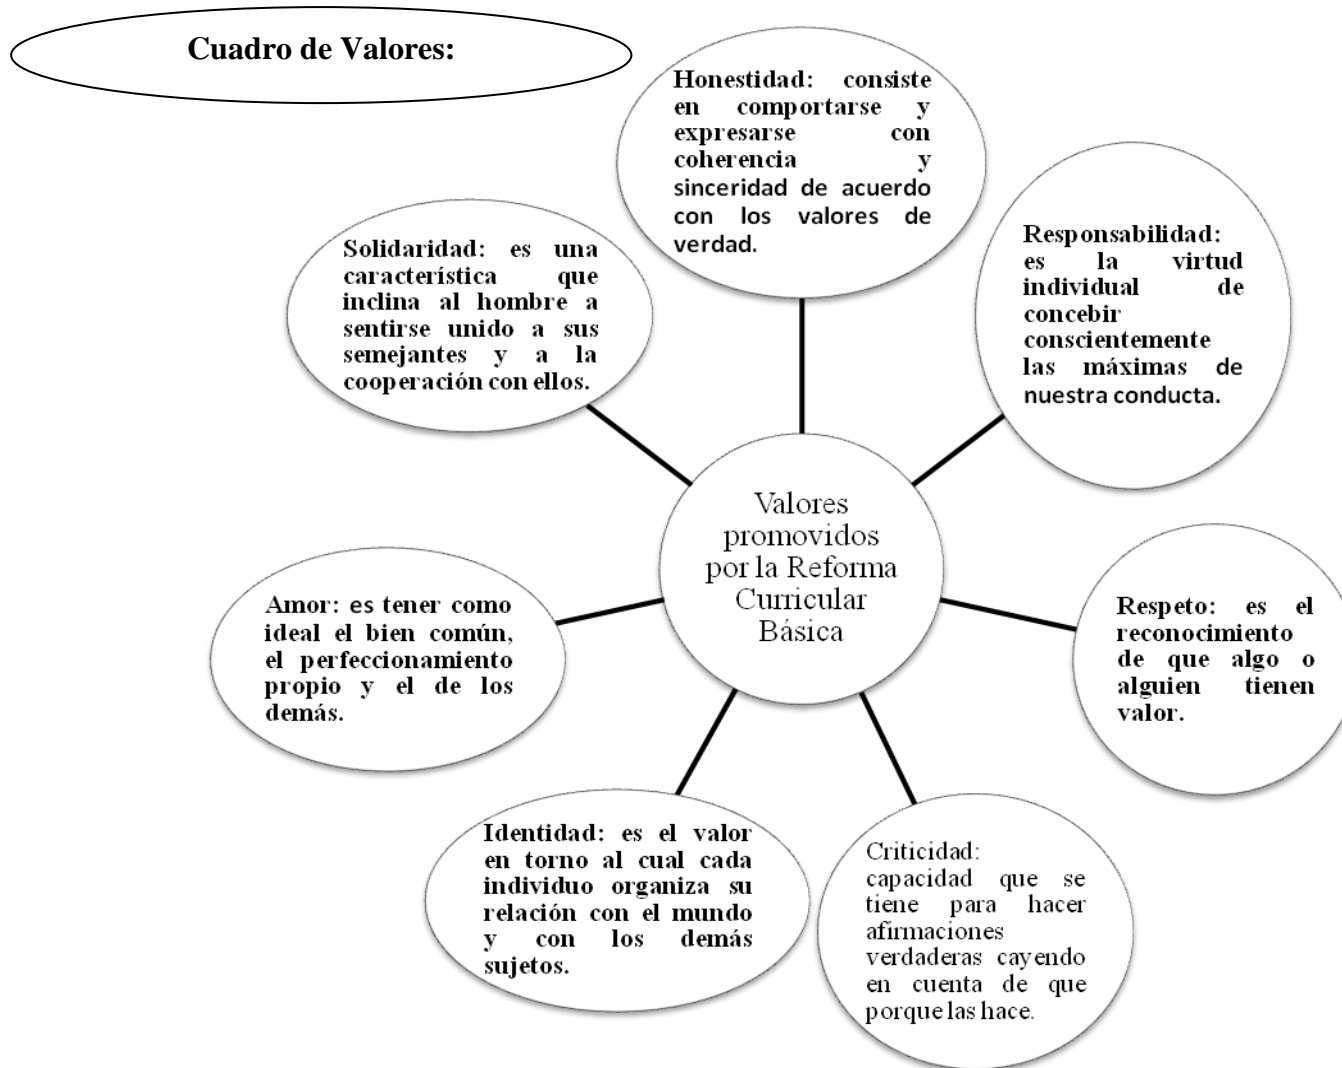 Cuadro de Valores:
Honestidad: consiste
en comportarse y
expresarse con
coherencia y
sinceridad de acuerdo
con los valores de
verdad.
Responsabilidad:
es la virtud
individual de
concebir
conscientemente
las máximas de
nuestra conducta.
Respeto: es el
reconocimiento
de que algo o
alguien tienen
valor.
Criticidad:
capacidad que se
tiene para hacer
afirmaciones
verdaderas cayendo
en cuenta de que
porque las hace.
Identidad: es el valor
en torno al cual cada
individuo organiza su
relación con el mundo
y con los demás
sujetos.
Amor: es tener como
ideal el bien común,
el perfeccionamiento
propio y el de los
demás.
Solidaridad: es una
característica que
inclina al hombre a
sentirse unido a sus
semejantes y a la
cooperación con ellos.
Valores
promovidos
por la Reforma
Curricular
Básica